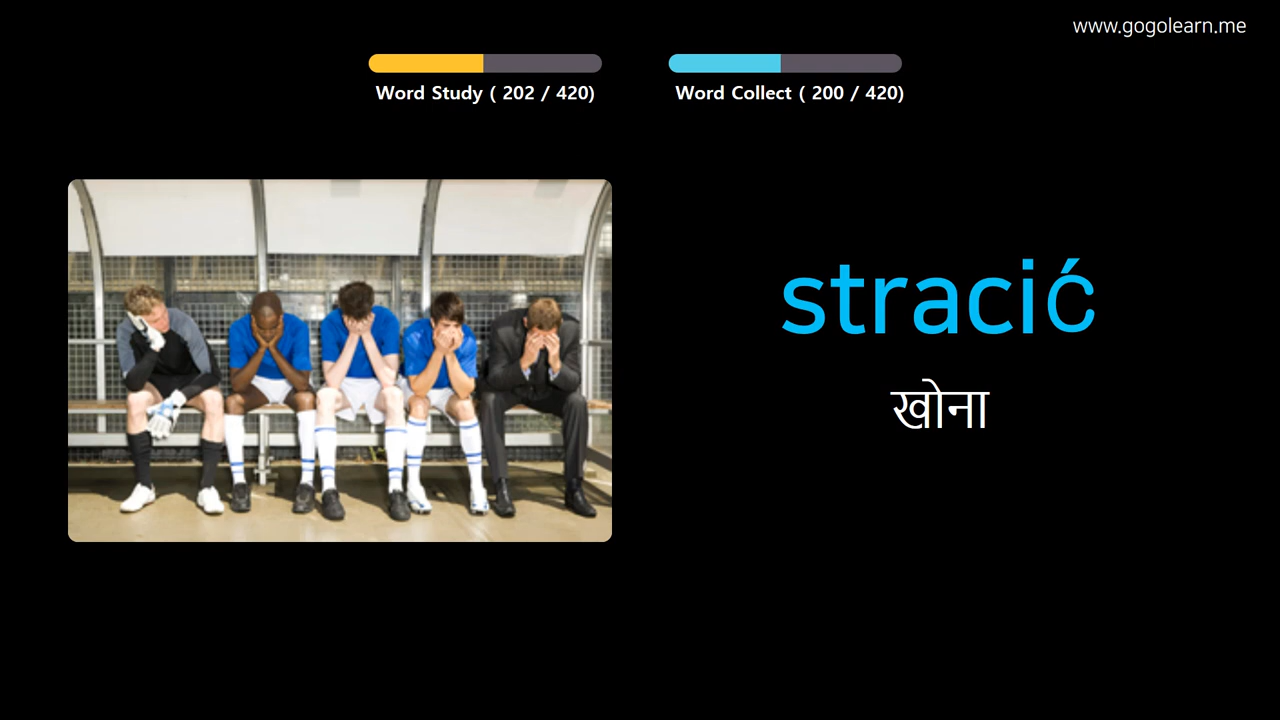 www.gogolearn.me
Word Study ( 202 / 420)
Word Collect ( 200 / 420)
stracić
खोना